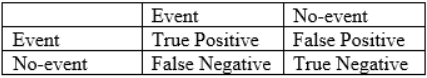 Event No-event
Event True Positive False Positive
No-event False Negative True Negative